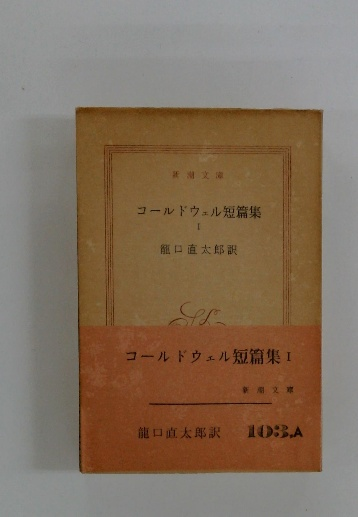 新潮文庫
コールドウェル短篇集
I
龍口直太郎訳
コールドウェル短篇集 I
新潮文庫
龍口直太郎訳 103.A